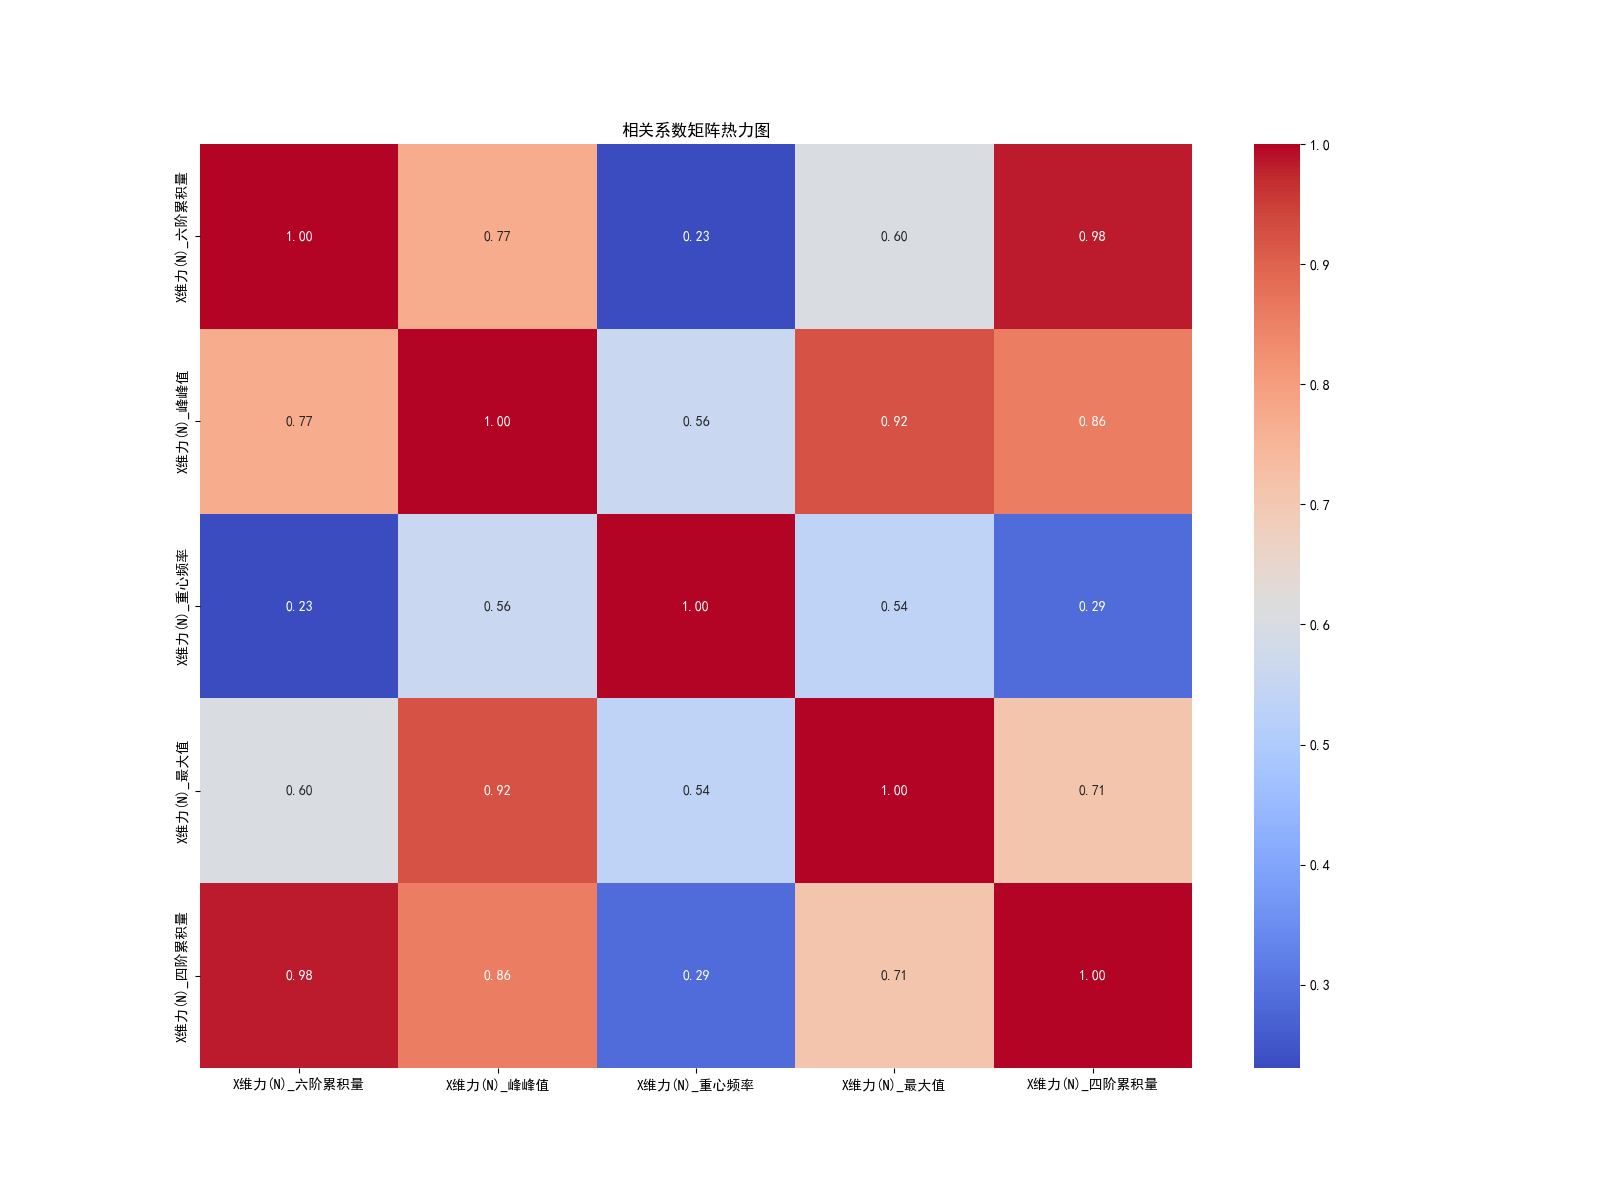 相关系数矩阵热力图
X维力(N)_六阶累积量
1.00 0.77 0.23 0.60 0.98
X维力(N)_峰峰值
0.77 1.00 0.56 0.92 0.86
X维力(N)_重心频率
0.23 0.56 1.00 0.54 0.29
X维力(N)_最大值
0.60 0.92 0.54 1.00 0.71
X维力(N)_四阶累积量
0.98 0.86 0.29 0.71 1.00
X维力(N)_六阶累积量 X维力(N)_峰峰值 X维力(N)_重心频率 X维力(N)_最大值 X维力(N)_四阶累积量
1.0
0.9
0.8
0.7
0.6
0.5
0.4
0.3